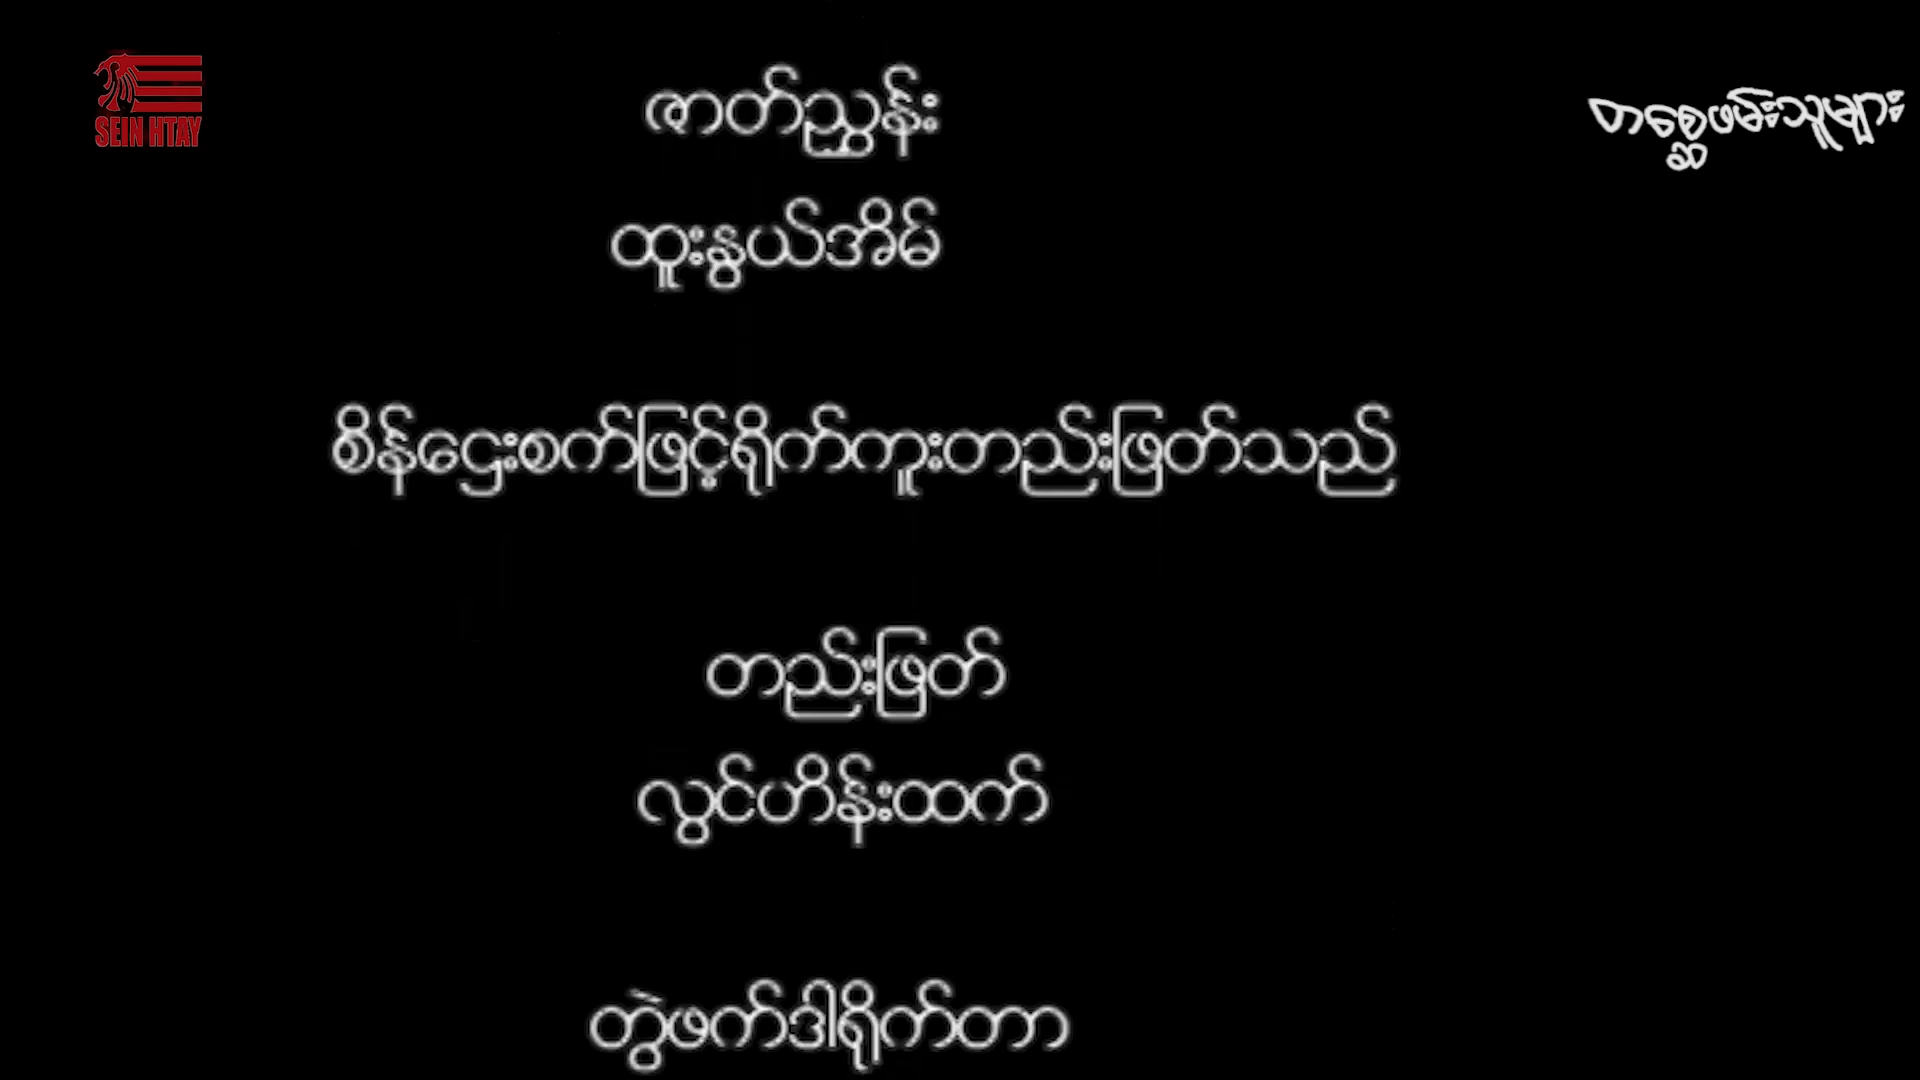 SEIN HTAY
တစ္ဆေဖမ်းသူများ
ဇာတ်ညွှန်း
ထူးနွယ်အိမ်
စိန်ဌေးစက်ဖြင့်ရိုက်ကူးတည်းဖြတ်သည်
တည်းဖြတ်
လွင်ဟိန်းထက်
တွဲဖက်ဒါရိုက်တာ